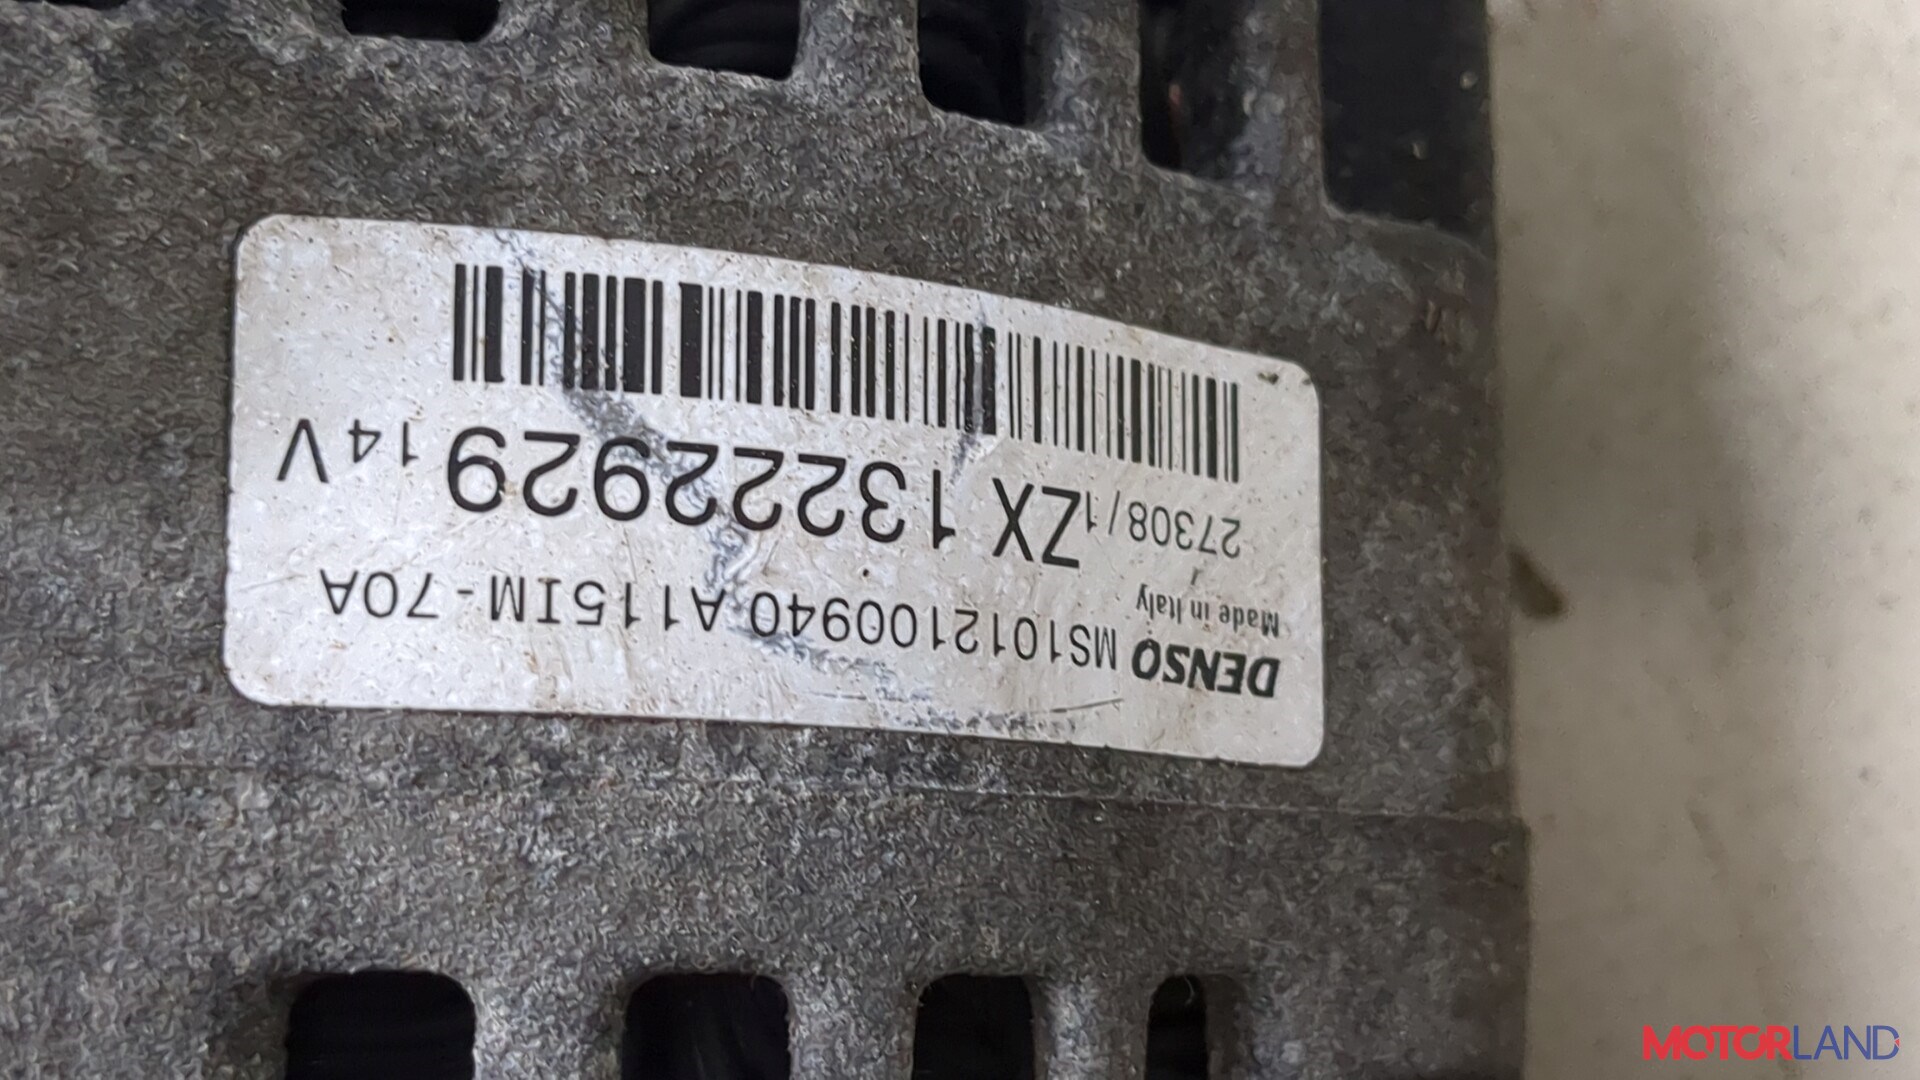 DENSO MS1012100940 A115IM-70A
Made in Italy
27308/1 ZX 13222929 14V
MOTORLAND